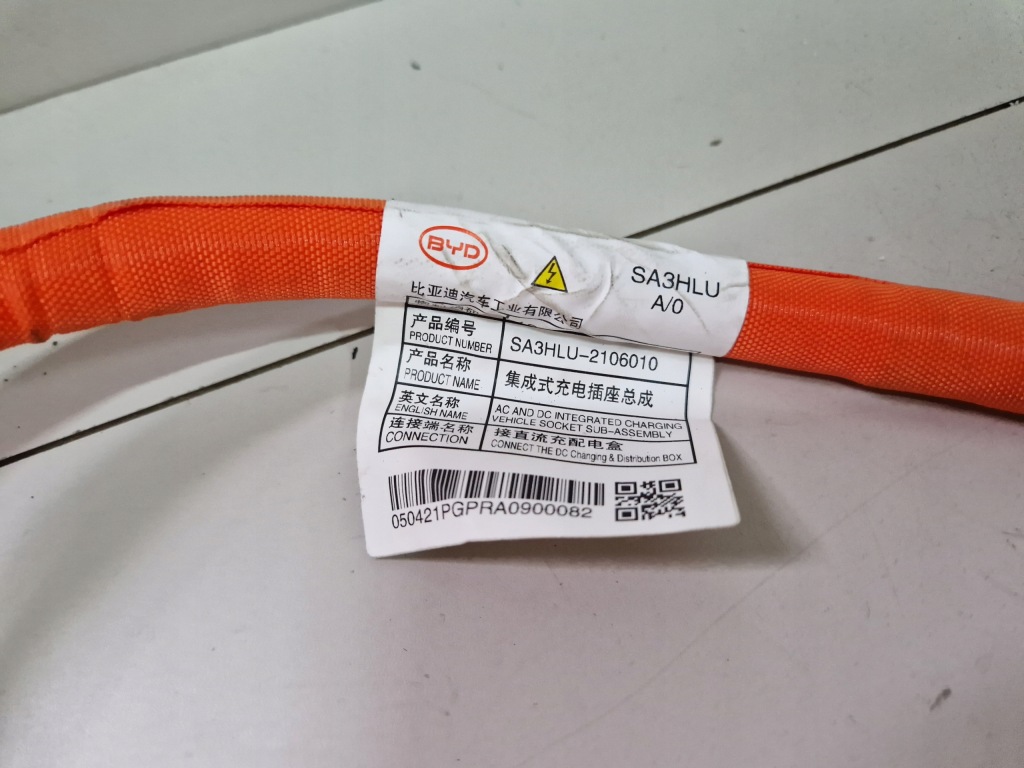 BYD
SA3HLU
A/0
比亚迪汽车工业有限公司
产品编号
PRODUCT NUMBER
SA3HLU-2106010
产品名称
PRODUCT NAME
集成式充电插座总成
英文名称
ENGLISH NAME
AC AND DC INTEGRATED CHARGING
VEHICLE SOCKET SUB-ASSEMBLY
连接端名称
CONNECTION
接直流充配电盒
CONNECT THE DC Changing & Distribution BOX
050421PGPRA0900082